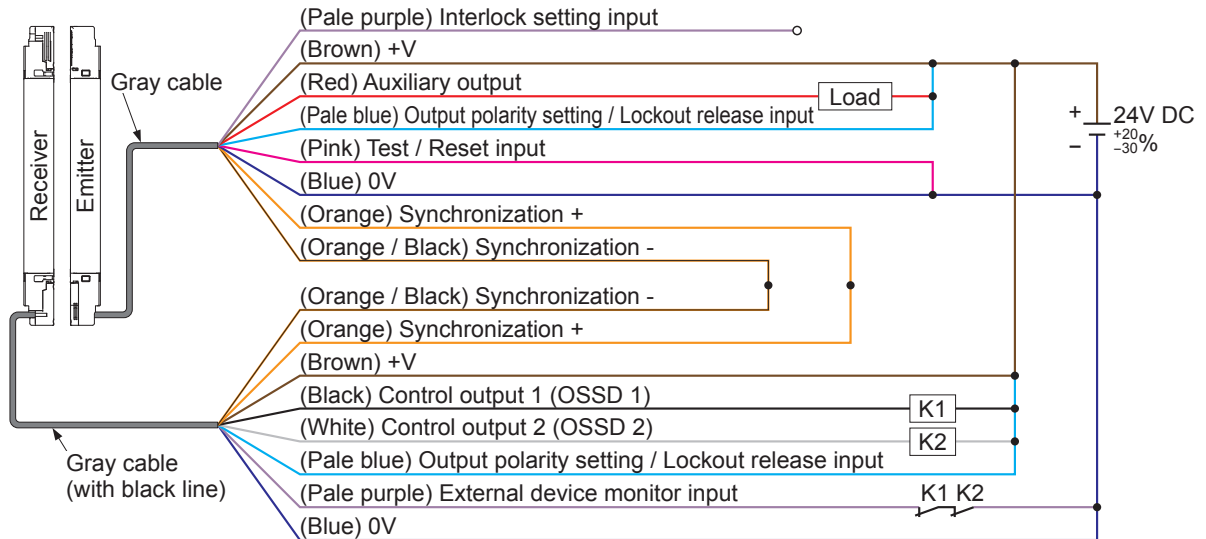 (Pale purple) Interlock setting input
(Brown) +V
Gray cable
(Red) Auxiliary output
Load
(Pale blue) Output polarity setting / Lockout release input
+
24V DC
+20
–30 %
–
(Pink) Test / Reset input
Receiver
Emitter
(Blue) 0V
(Orange) Synchronization +
(Orange / Black) Synchronization -
(Orange / Black) Synchronization -
(Orange) Synchronization +
(Brown) +V
(Black) Control output 1 (OSSD 1)
K1
(White) Control output 2 (OSSD 2)
K2
(Pale blue) Output polarity setting / Lockout release input
Gray cable
(with black line)
(Pale purple) External device monitor input
K1 K2
(Blue) 0V